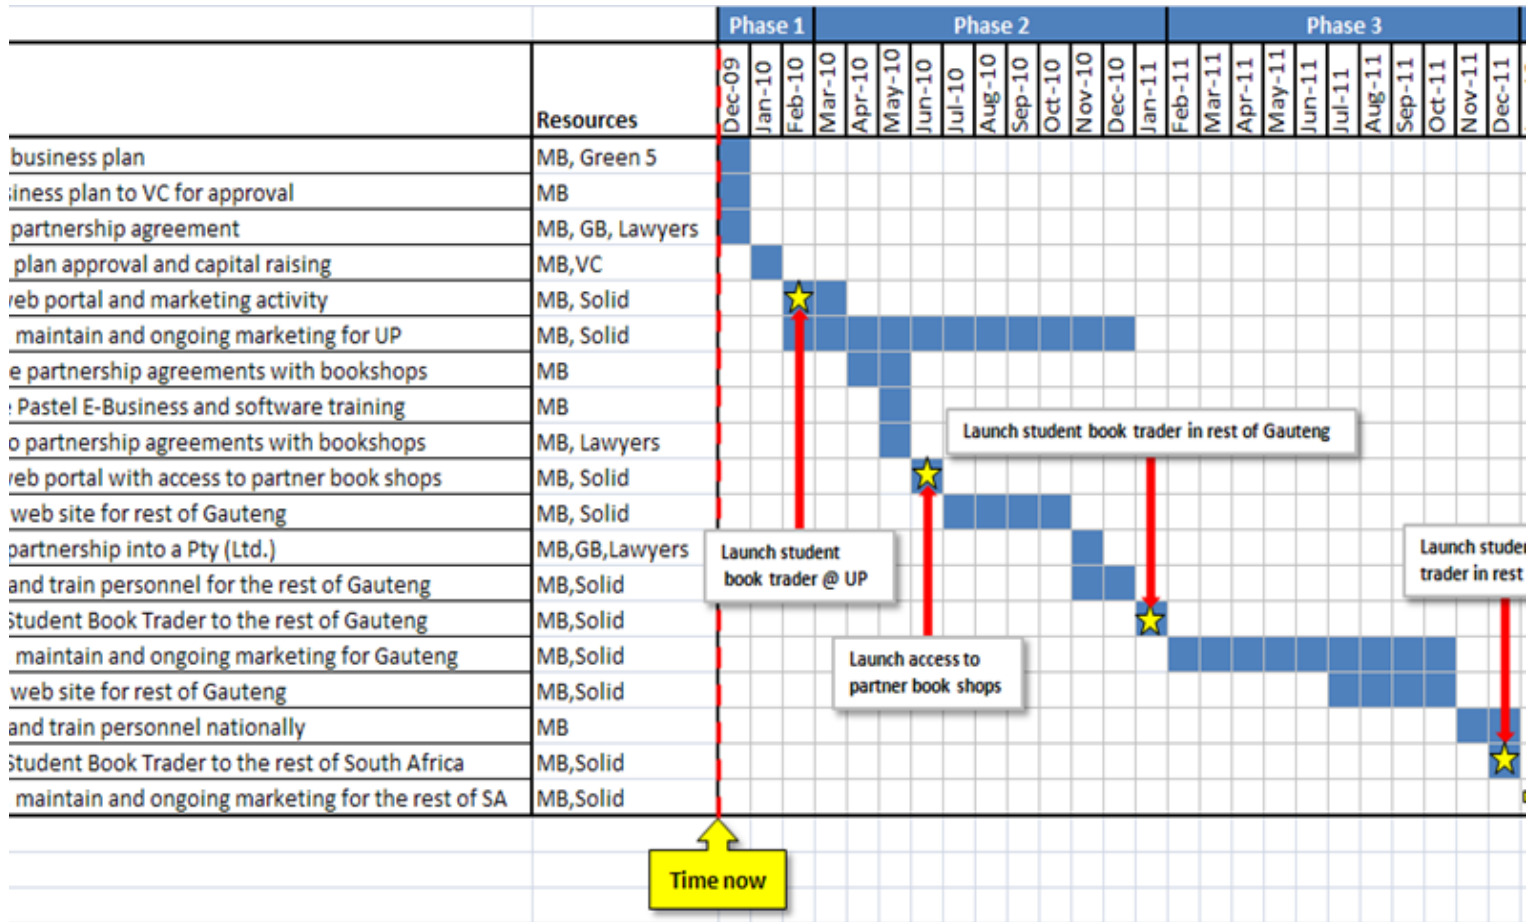 Phase 1 Phase 2 Phase 3
Resources Dec-09 Jan-10 Feb-10 Mar-10 Apr-10 May-10 Jun-10 Jul-10 Aug-10 Sep-10 Oct-10 Nov-10 Dec-10 Jan-11 Feb-11 Mar-11 Apr-11 May-11 Jun-11 Jul-11 Aug-11 Sep-11 Oct-11 Nov-11 Dec-11
business plan MB, Green 5
plan to VC for approval MB
partnership agreement MB, GB, Lawyers
plan approval and capital raising MB,VC
portal and marketing activity MB, Solid
maintain and ongoing marketing for UP MB, Solid
partnership agreements with bookshops MB
Pastel E-Business and software training MB
partnership agreements with bookshops MB, Lawyers
portal with access to partner book shops MB, Solid
web site for rest of Gauteng MB, Solid
partnership into a Pty (Ltd.) MB,GB,Lawyers
and train personnel for the rest of Gauteng MB,Solid
Student Book Trader to the rest of Gauteng MB,Solid
maintain and ongoing marketing for Gauteng MB,Solid
web site for rest of Gauteng MB,Solid
and train personnel nationally MB
Student Book Trader to the rest of South Africa MB,Solid
maintain and ongoing marketing for the rest of SA MB,Solid
Launch student book trader in rest of Gauteng
Launch student
book trader @ UP
Launch
trader in rest
Launch access to
partner book shops
Time now